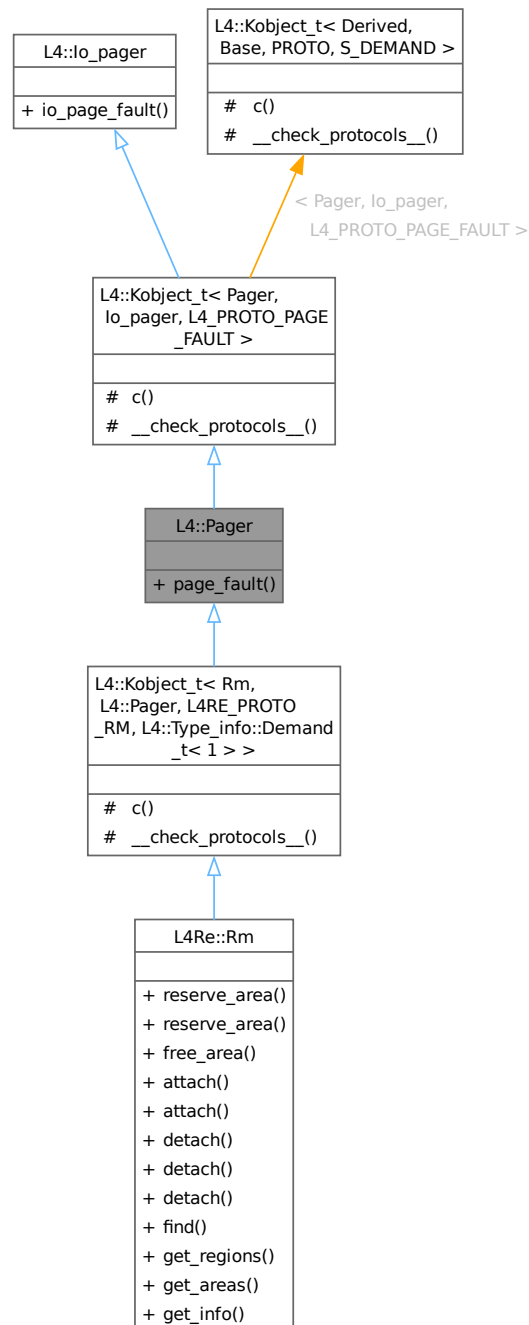 L4::Io_pager
+ io_page_fault()
L4::Kobject_t< Derived,
Base, PROTO, S_DEMAND >
# c()
# __check_protocols__()
< Pager, Io_pager,
L4_PROTO_PAGE_FAULT >
L4::Kobject_t< Pager,
Io_pager, L4_PROTO_PAGE
_FAULT >
# c()
# __check_protocols__()
L4::Pager
+ page_fault()
L4::Kobject_t< Rm,
L4::Pager, L4RE_PROTO
_RM, L4::Type_info::Demand
_t< 1 > >
# c()
# __check_protocols__()
L4Re::Rm
+ reserve_area()
+ reserve_area()
+ free_area()
+ attach()
+ attach()
+ detach()
+ detach()
+ detach()
+ find()
+ get_regions()
+ get_areas()
+ get_info()